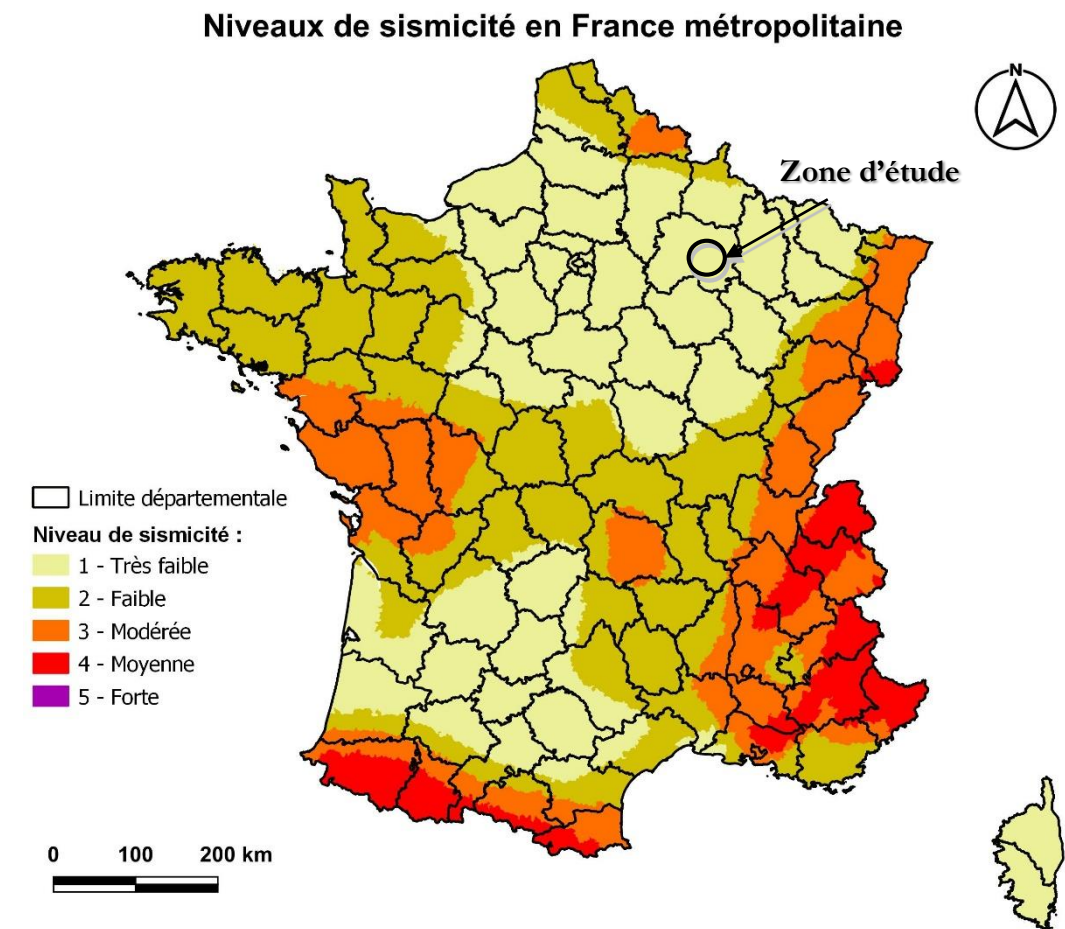 Niveaux de sismicité en France métropolitaine
N
Zone d'étude
Limite départementale
Niveau de sismicité :
1 - Très faible
2 - Faible
3 - Modérée
4 - Moyenne
5 - Forte
0 100 200 km